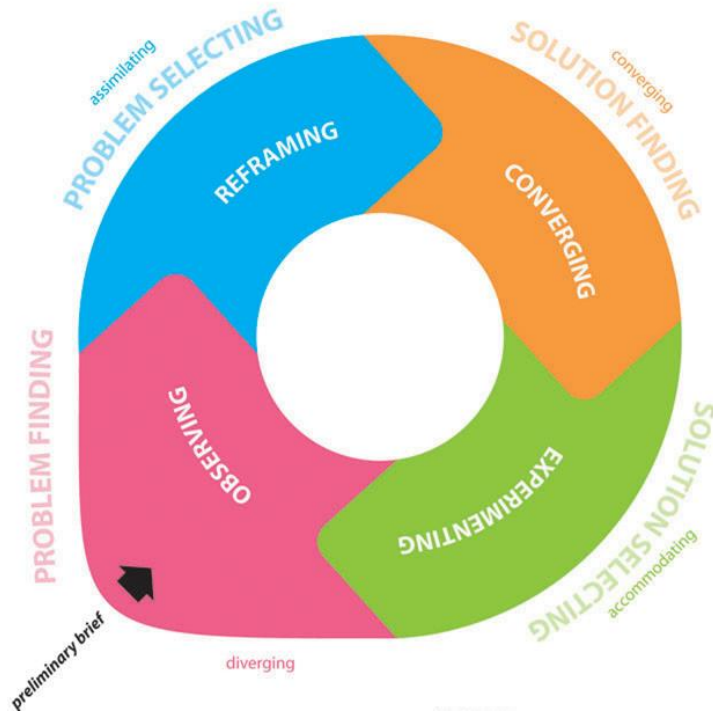 PROBLEM SELECTING
assimilating
REFRAMING
SOLUTION FINDING
converging
CONVERGING
PROBLEM FINDING
OBSERVING
diverging
preliminary brief
EXPERIMENTING
SOLUTION SELECTING
accommodating